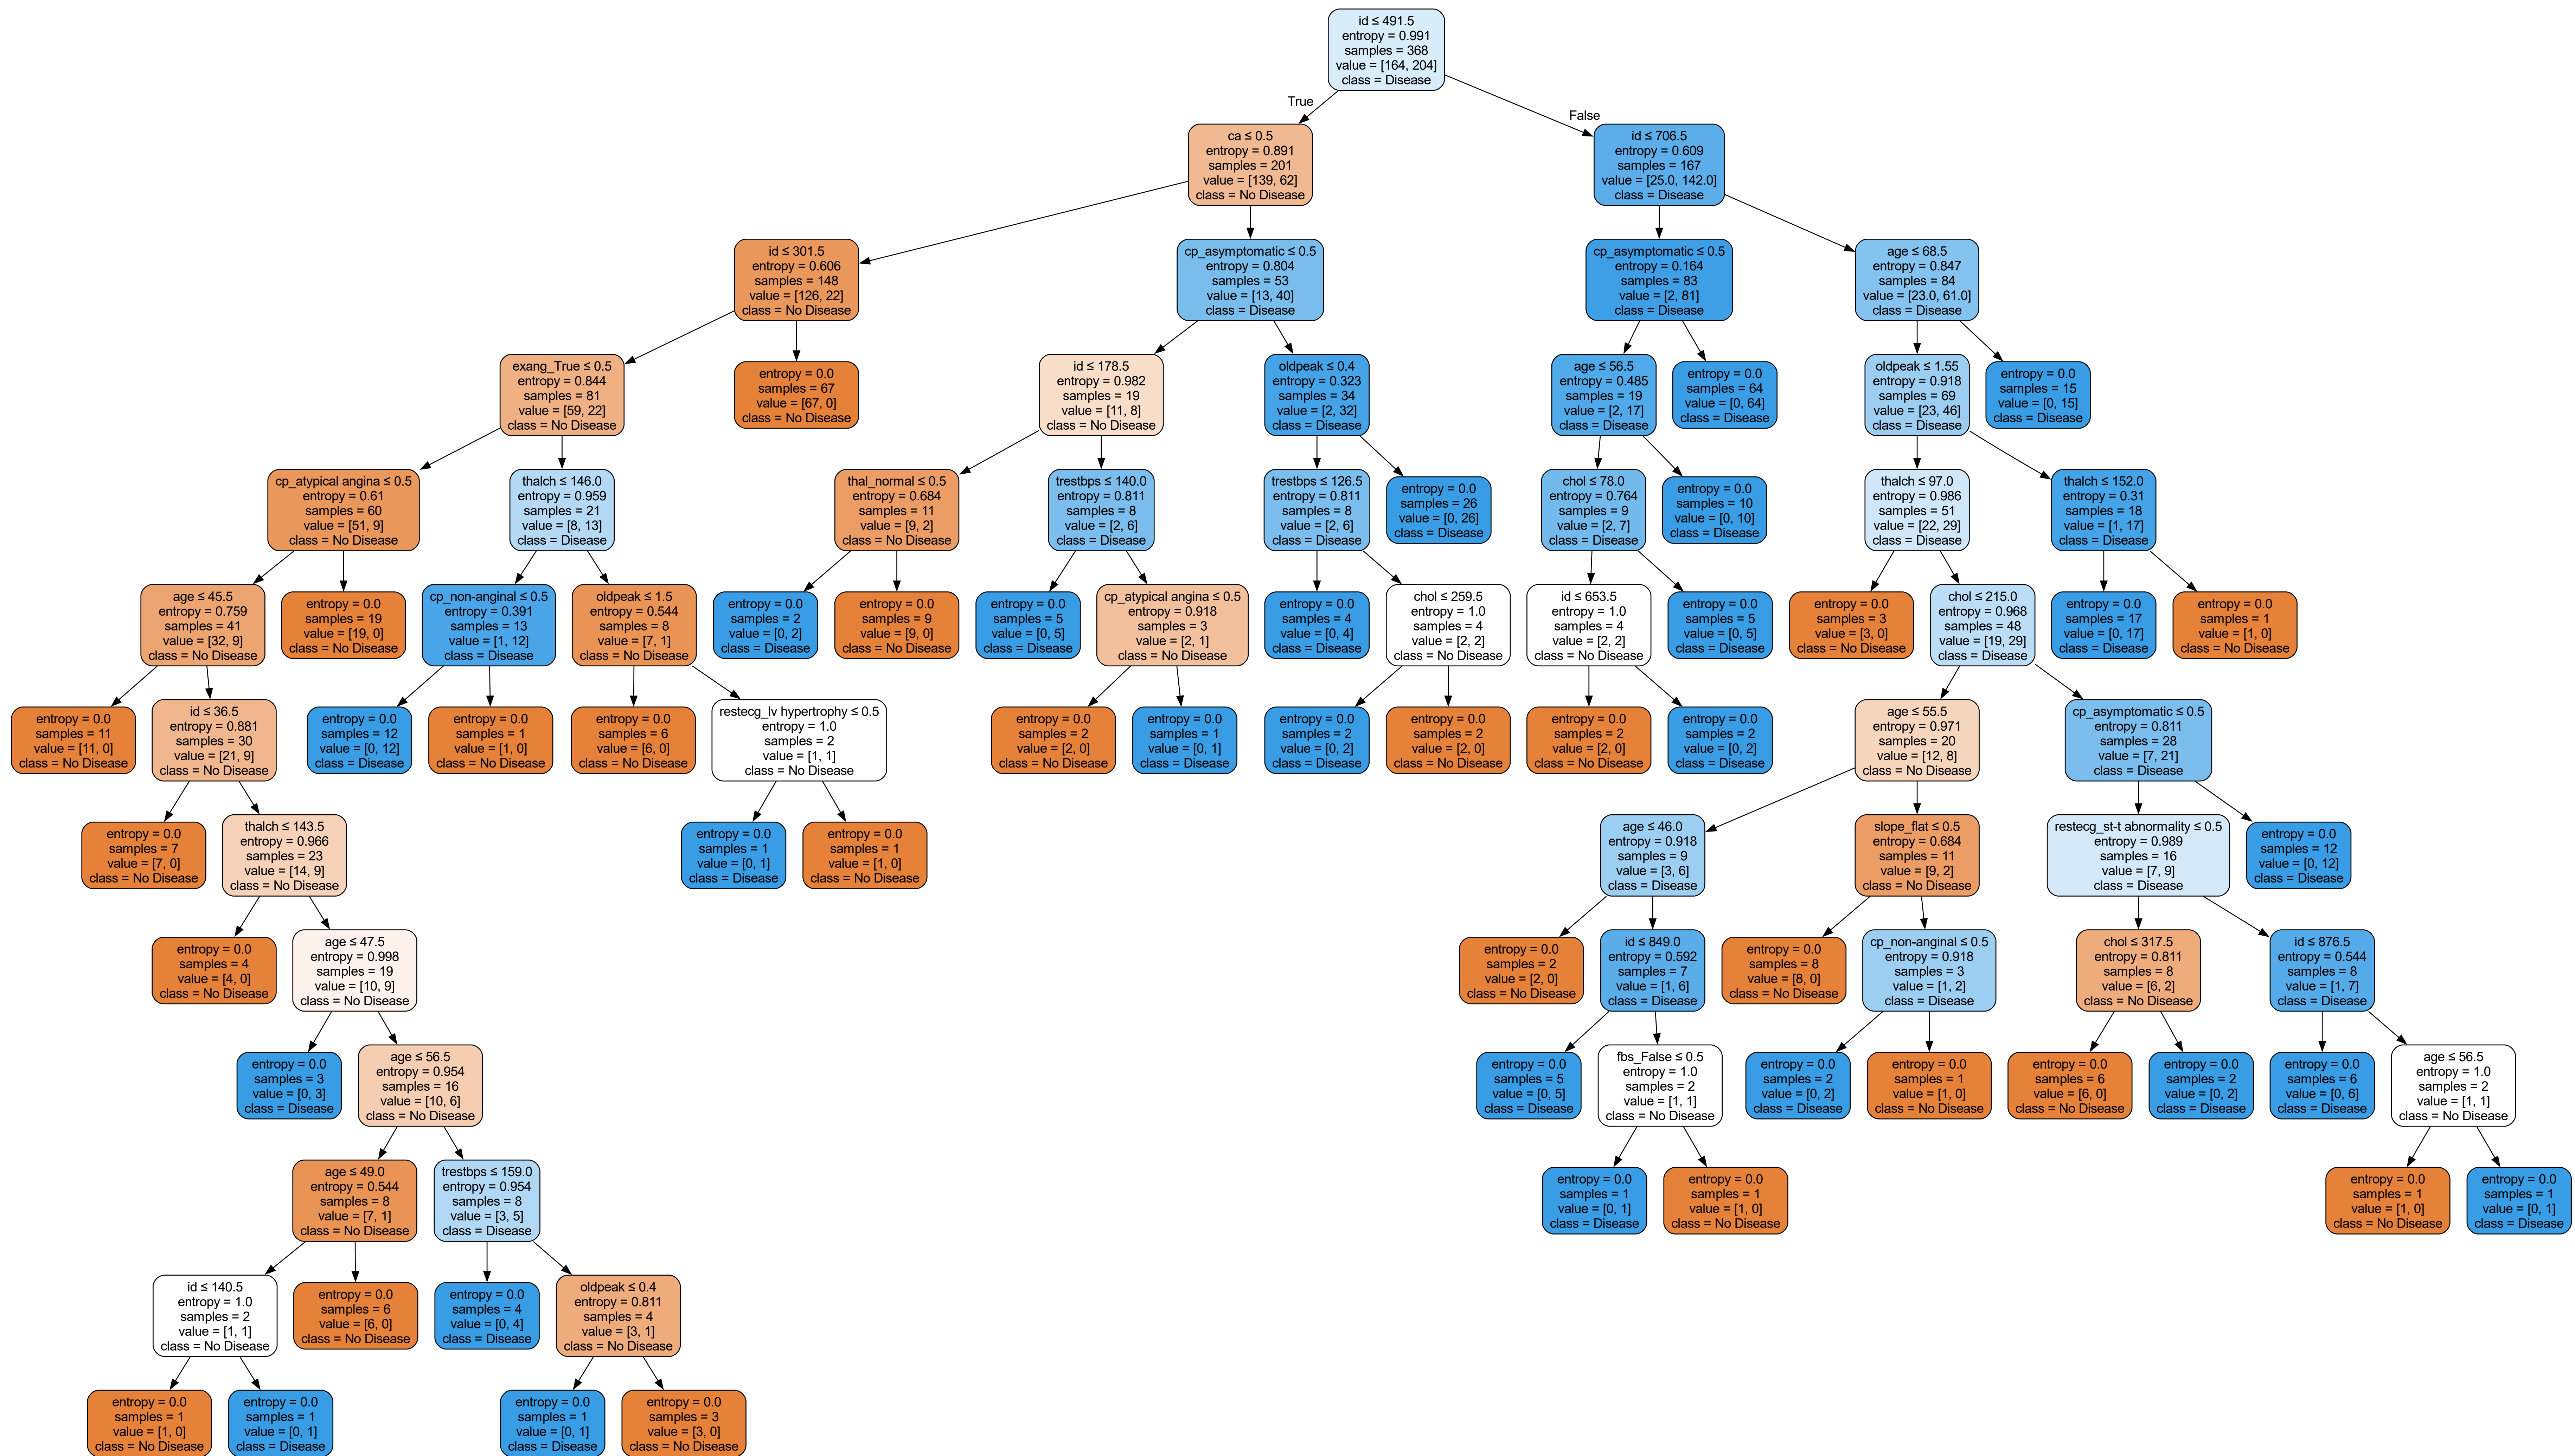 id ≤ 491.5
entropy = 0.991
samples = 368
value = [164, 204]
class = Disease
True
False
ca ≤ 0.5
entropy = 0.891
samples = 201
value = [139, 62]
class = No Disease
id ≤ 706.5
entropy = 0.609
samples = 167
value = [25.0, 142.0]
class = Disease
id ≤ 301.5
entropy = 0.606
samples = 148
value = [126, 22]
class = No Disease
cp_asymptomatic ≤ 0.5
entropy = 0.804
samples = 53
value = [13, 40]
class = Disease
cp_asymptomatic ≤ 0.5
entropy = 0.164
samples = 83
value = [2, 81]
class = Disease
age ≤ 68.5
entropy = 0.847
samples = 84
value = [23.0, 61.0]
class = Disease
exang_True ≤ 0.5
entropy = 0.844
samples = 81
value = [59, 22]
class = No Disease
entropy = 0.0
samples = 67
value = [67, 0]
class = No Disease
id ≤ 178.5
entropy = 0.982
samples = 19
value = [11, 8]
class = No Disease
oldpeak ≤ 0.4
entropy = 0.323
samples = 34
value = [2, 32]
class = Disease
age ≤ 56.5
entropy = 0.485
samples = 19
value = [2, 17]
class = Disease
entropy = 0.0
samples = 64
value = [0, 64]
class = Disease
oldpeak ≤ 1.55
entropy = 0.918
samples = 69
value = [23, 46]
class = Disease
entropy = 0.0
samples = 15
value = [0, 15]
class = Disease
cp_atypical angina ≤ 0.5
entropy = 0.61
samples = 60
value = [51, 9]
class = No Disease
thalch ≤ 146.0
entropy = 0.959
samples = 21
value = [8, 13]
class = Disease
thal_normal ≤ 0.5
entropy = 0.684
samples = 11
value = [9, 2]
class = No Disease
trestbps ≤ 140.0
entropy = 0.811
samples = 8
value = [2, 6]
class = Disease
trestbps ≤ 126.5
entropy = 0.811
samples = 8
value = [2, 6]
class = Disease
entropy = 0.0
samples = 26
value = [0, 26]
class = Disease
chol ≤ 78.0
entropy = 0.764
samples = 9
value = [2, 7]
class = Disease
entropy = 0.0
samples = 10
value = [0, 10]
class = Disease
thalch ≤ 97.0
entropy = 0.986
samples = 51
value = [22, 29]
class = Disease
thalch ≤ 152.0
entropy = 0.31
samples = 18
value = [1, 17]
class = Disease
age ≤ 45.5
entropy = 0.759
samples = 41
value = [32, 9]
class = No Disease
entropy = 0.0
samples = 19
value = [19, 0]
class = No Disease
cp_non-anginal ≤ 0.5
entropy = 0.391
samples = 13
value = [1, 12]
class = Disease
oldpeak ≤ 1.5
entropy = 0.544
samples = 8
value = [7, 1]
class = No Disease
entropy = 0.0
samples = 2
value = [0, 2]
class = Disease
entropy = 0.0
samples = 9
value = [9, 0]
class = No Disease
entropy = 0.0
samples = 5
value = [0, 5]
class = Disease
cp_atypical angina ≤ 0.5
entropy = 0.918
samples = 3
value = [2, 1]
class = No Disease
entropy = 0.0
samples = 4
value = [0, 4]
class = Disease
chol ≤ 259.5
entropy = 1.0
samples = 4
value = [2, 2]
class = No Disease
id ≤ 653.5
entropy = 1.0
samples = 4
value = [2, 2]
class = No Disease
entropy = 0.0
samples = 5
value = [0, 5]
class = Disease
entropy = 0.0
samples = 3
value = [3, 0]
class = No Disease
chol ≤ 215.0
entropy = 0.968
samples = 48
value = [19, 29]
class = Disease
entropy = 0.0
samples = 17
value = [0, 17]
class = Disease
entropy = 0.0
samples = 1
value = [1, 0]
class = No Disease
entropy = 0.0
samples = 11
value = [11, 0]
class = No Disease
id ≤ 36.5
entropy = 0.881
samples = 30
value = [21, 9]
class = No Disease
entropy = 0.0
samples = 12
value = [0, 12]
class = Disease
entropy = 0.0
samples = 1
value = [1, 0]
class = No Disease
entropy = 0.0
samples = 6
value = [6, 0]
class = No Disease
restecg_lv hypertrophy ≤ 0.5
entropy = 1.0
samples = 2
value = [1, 1]
class = No Disease
entropy = 0.0
samples = 2
value = [2, 0]
class = No Disease
entropy = 0.0
samples = 1
value = [0, 1]
class = Disease
entropy = 0.0
samples = 2
value = [0, 2]
class = Disease
entropy = 0.0
samples = 2
value = [2, 0]
class = No Disease
entropy = 0.0
samples = 2
value = [2, 0]
class = No Disease
entropy = 0.0
samples = 2
value = [0, 2]
class = Disease
age ≤ 55.5
entropy = 0.971
samples = 20
value = [12, 8]
class = No Disease
cp_asymptomatic ≤ 0.5
entropy = 0.811
samples = 28
value = [7, 21]
class = Disease
entropy = 0.0
samples = 7
value = [7, 0]
class = No Disease
thalch ≤ 143.5
entropy = 0.966
samples = 23
value = [14, 9]
class = No Disease
entropy = 0.0
samples = 1
value = [0, 1]
class = Disease
entropy = 0.0
samples = 1
value = [1, 0]
class = No Disease
age ≤ 46.0
entropy = 0.918
samples = 9
value = [3, 6]
class = Disease
slope_flat ≤ 0.5
entropy = 0.684
samples = 11
value = [9, 2]
class = No Disease
restecg_st-t abnormality ≤ 0.5
entropy = 0.989
samples = 16
value = [7, 9]
class = Disease
entropy = 0.0
samples = 12
value = [0, 12]
class = Disease
entropy = 0.0
samples = 4
value = [4, 0]
class = No Disease
age ≤ 47.5
entropy = 0.998
samples = 19
value = [10, 9]
class = No Disease
entropy = 0.0
samples = 2
value = [2, 0]
class = No Disease
id ≤ 849.0
entropy = 0.592
samples = 7
value = [1, 6]
class = Disease
entropy = 0.0
samples = 8
value = [8, 0]
class = No Disease
cp_non-anginal ≤ 0.5
entropy = 0.918
samples = 3
value = [1, 2]
class = Disease
chol ≤ 317.5
entropy = 0.811
samples = 8
value = [6, 2]
class = No Disease
id ≤ 876.5
entropy = 0.544
samples = 8
value = [1, 7]
class = Disease
entropy = 0.0
samples = 3
value = [0, 3]
class = Disease
age ≤ 56.5
entropy = 0.954
samples = 16
value = [10, 6]
class = No Disease
entropy = 0.0
samples = 5
value = [0, 5]
class = Disease
fbs_False ≤ 0.5
entropy = 1.0
samples = 2
value = [1, 1]
class = No Disease
entropy = 0.0
samples = 2
value = [0, 2]
class = Disease
entropy = 0.0
samples = 1
value = [1, 0]
class = No Disease
entropy = 0.0
samples = 6
value = [6, 0]
class = No Disease
entropy = 0.0
samples = 2
value = [0, 2]
class = Disease
entropy = 0.0
samples = 6
value = [0, 6]
class = Disease
age ≤ 56.5
entropy = 1.0
samples = 2
value = [1, 1]
class = No Disease
age ≤ 49.0
entropy = 0.544
samples = 8
value = [7, 1]
class = No Disease
trestbps ≤ 159.0
entropy = 0.954
samples = 8
value = [3, 5]
class = Disease
entropy = 0.0
samples = 1
value = [0, 1]
class = Disease
entropy = 0.0
samples = 1
value = [1, 0]
class = No Disease
entropy = 0.0
samples = 1
value = [1, 0]
class = No Disease
entropy = 0.0
samples = 1
value = [0, 1]
class = Disease
id ≤ 140.5
entropy = 1.0
samples = 2
value = [1, 1]
class = No Disease
entropy = 0.0
samples = 6
value = [6, 0]
class = No Disease
entropy = 0.0
samples = 4
value = [0, 4]
class = Disease
oldpeak ≤ 0.4
entropy = 0.811
samples = 4
value = [3, 1]
class = No Disease
entropy = 0.0
samples = 1
value = [1, 0]
class = No Disease
entropy = 0.0
samples = 1
value = [0, 1]
class = Disease
entropy = 0.0
samples = 1
value = [0, 1]
class = Disease
entropy = 0.0
samples = 3
value = [3, 0]
class = No Disease